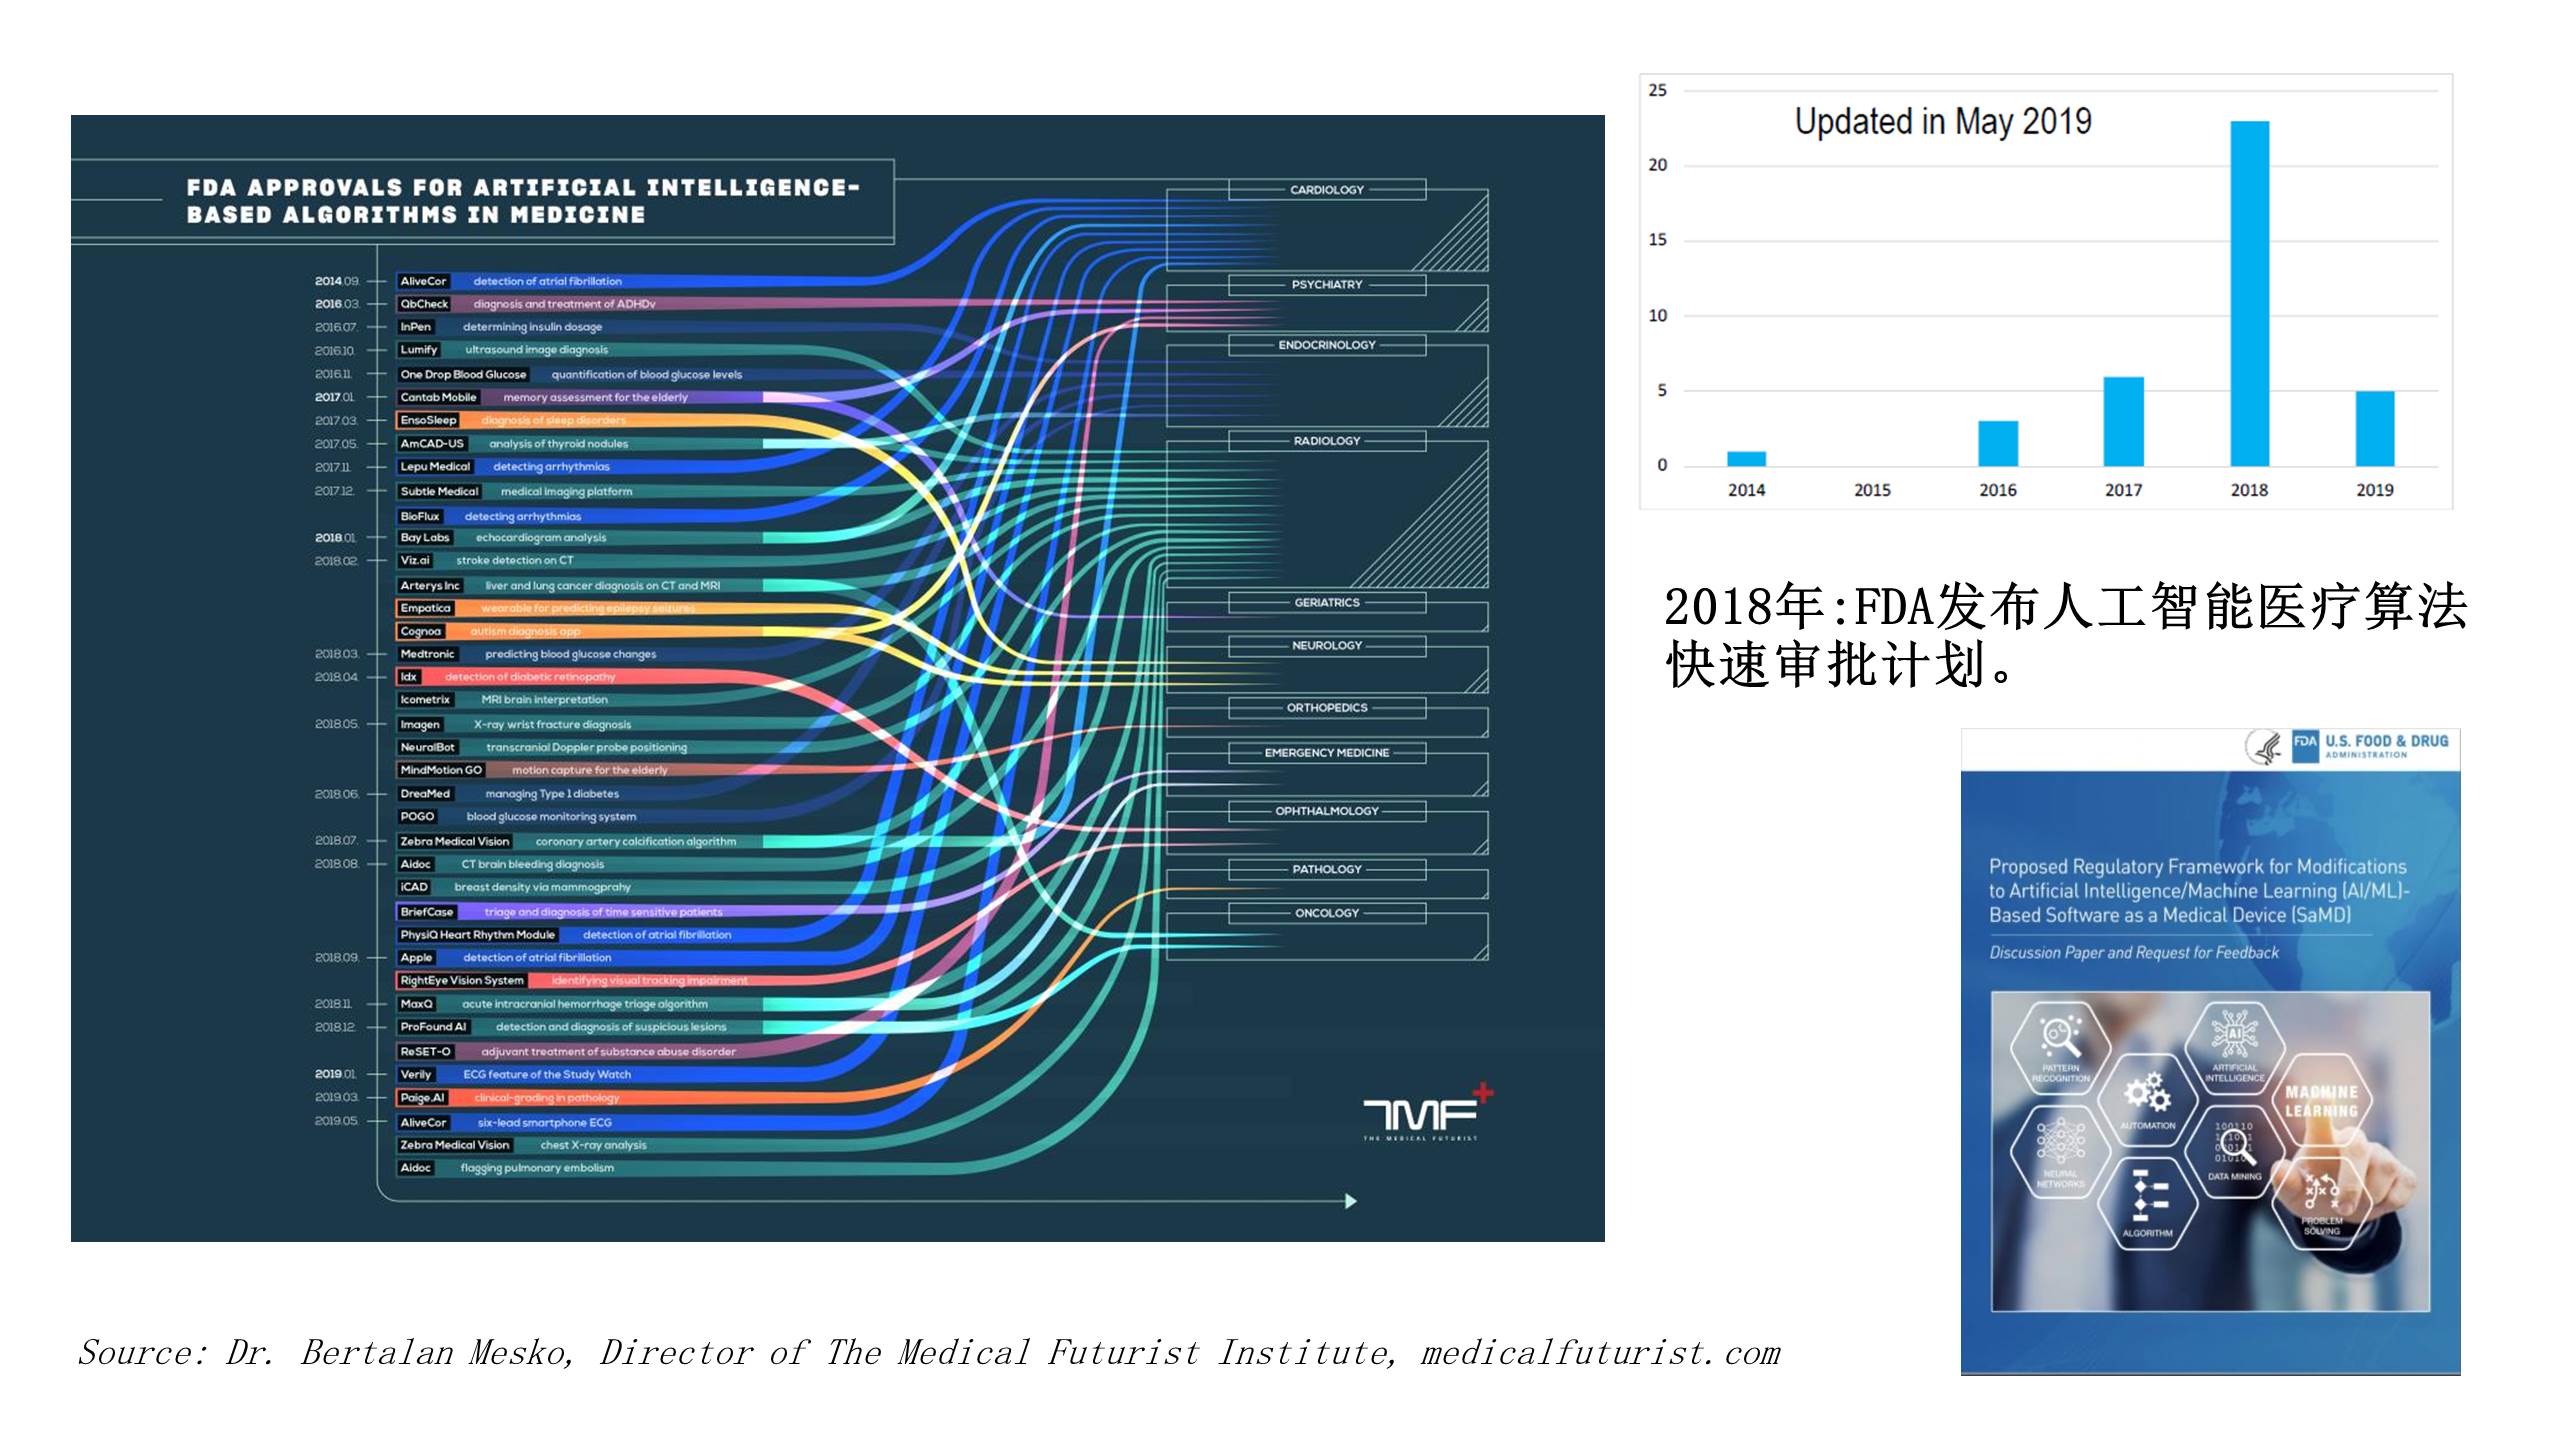 FDA APPROVALS FOR ARTIFICIAL INTELLIGENCE-
BASED ALGORITHMS IN MEDICINE
2014.09. AliveCor detection of atrial fibrillation
2016.03. QbCheck diagnosis and treatment of ADHDv
2016.07. InPen determining insulin dosage
2016.10. Lumify ultrasound image diagnosis
2016.11. One Drop Blood Glucose quantification of blood glucose levels
2017.01. Cantab Mobile memory assessment for the elderly
2017.03. EnsoSleep diagnosis of sleep disorders
2017.05. AmCAD-US analysis of thyroid nodules
2017.11. Lepu Medical detecting arrhythmias
2017.12. Subtle Medical medical imaging platform
BioFlux detecting arrhythmias
2018.01. Bay Labs echocardiogram analysis
2018.02. Viz.ai stroke detection on CT
Arterys Inc liver and lung cancer diagnosis on CT and MRI
Empatica wearable for predicting epilepsy seizures
Cognoa autism diagnosis app
2018.03. Medtronic predicting blood glucose changes
2018.04. Idx detection of diabetic retinopathy
Icometrix MRI brain interpretation
2018.05. Imagen X-ray wrist fracture diagnosis
NeuralBot transcranial Doppler probe positioning
MindMotion GO motion capture for the elderly
2018.06. DreaMed managing Type 1 diabetes
POGO blood glucose monitoring system
2018.07. Zebra Medical Vision coronary artery calcification algorithm
2018.08. Aidoc CT brain bleeding diagnosis
iCAD breast density via mammogprahy
BriefCase triage and diagnosis of time sensitive patients
PhysiQ Heart Rhythm Module detection of atrial fibrillation
2018.09. Apple detection of atrial fibrillation
RightEye Vision System identifying visual tracking impairment
2018.11. MaxQ acute intracranial hemorrhage triage algorithm
2018.12. ProFound AI detection and diagnosis of suspicious lesions
ReSET-O adjuvant treatment of substance abuse disorder
2019.01. Verily ECG feature of the Study Watch
2019.03. Paige.AI clinical-grading in pathology
2019.05. AliveCor six-lead smartphone ECG
Zebra Medical Vision chest X-ray analysis
Aidoc flagging pulmonary embolism
CARDIOLOGY
PSYCHIATRY
ENDOCRINOLOGY
RADIOLOGY
GERIATRICS
NEUROLOGY
ORTHOPEDICS
EMERGENCY MEDICINE
OPHTHALMOLOGY
PATHOLOGY
ONCOLOGY
TMF
THE MEDICAL FUTURIST
Updated in May 2019
25
20
15
10
5
0
2014 2015 2016 2017 2018 2019
2018年:FDA发布人工智能医疗算法
快速审批计划。
FDA U.S. FOOD & DRUG
ADMINISTRATION
Proposed Regulatory Framework for Modifications
to Artificial Intelligence/Machine Learning (AI/ML)-
Based Software as a Medical Device (SaMD)
Discussion Paper and Request for Feedback
PATTERN
RECOGNITION
AI
ARTIFICIAL
INTELLIGENCE
AUTOMATION
MACHINE
LEARNING
NEURAL
NETWORKS
DATA MINING
ALGORITHM
PROBLEM
SOLVING
Source: Dr. Bertalan Mesko, Director of The Medical Futurist Institute, medicalfuturist.com